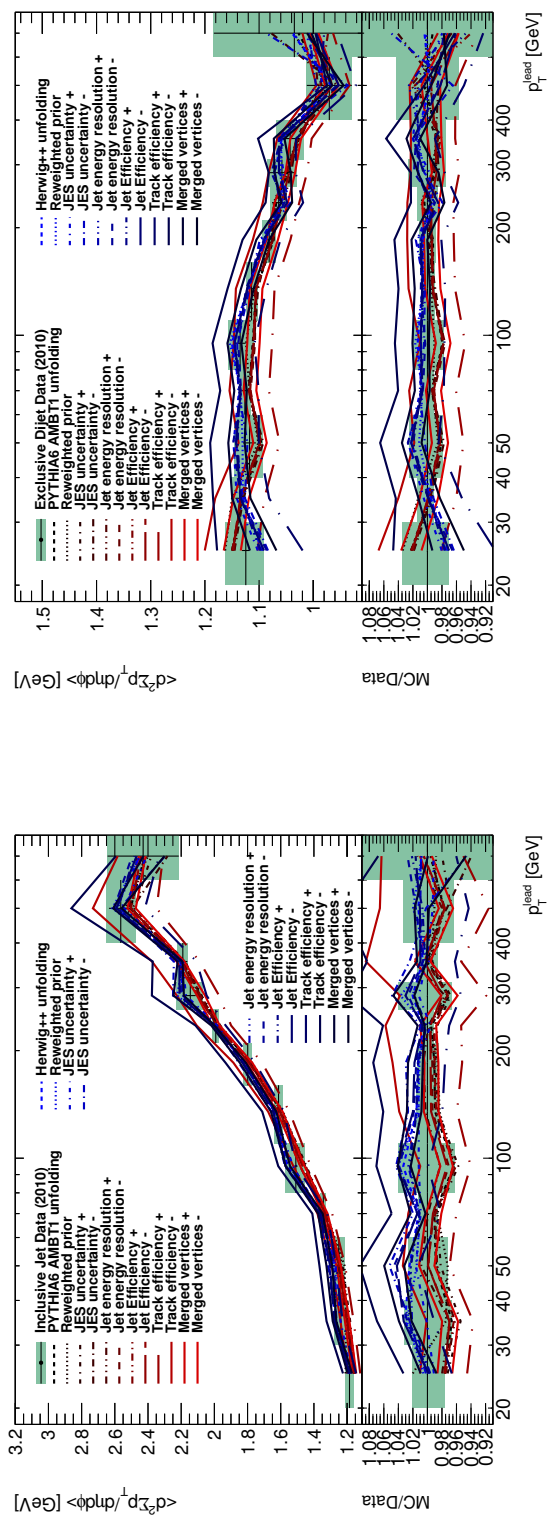 <d²Σp_T/dηdϕ> [GeV]
3.2
3
2.8
2.6
2.4
2.2
2
1.8
1.6
1.4
1.2
Inclusive Jet Data (2010)
PYTHIA6 AMBT1 unfolding
Reweighted prior
JES uncertainty +
JES uncertainty -
Jet energy resolution +
Jet energy resolution -
Jet Efficiency +
Jet Efficiency -
Track efficiency +
Track efficiency -
Merged vertices +
Merged vertices -
Herwig++ unfolding
Reweighted prior
JES uncertainty +
JES uncertainty -
Jet energy resolution +
Jet energy resolution -
Jet Efficiency +
Jet Efficiency -
Track efficiency +
Track efficiency -
Merged vertices +
Merged vertices -
MC/Data
1.08
1.06
1.04
1.02
1
0.98
0.96
0.94
0.92
20 30 40 50 100 200 300 400
p_T^lead [GeV]
<d²Σp_T/dηdϕ> [GeV]
1.5
1.4
1.3
1.2
1.1
1
Exclusive Dijet Data (2010)
PYTHIA6 AMBT1 unfolding
Reweighted prior
JES uncertainty +
JES uncertainty -
Jet energy resolution +
Jet energy resolution -
Jet Efficiency +
Jet Efficiency -
Track efficiency +
Track efficiency -
Merged vertices +
Merged vertices -
Herwig++ unfolding
Reweighted prior
JES uncertainty +
JES uncertainty -
Jet energy resolution +
Jet energy resolution -
Jet Efficiency +
Jet Efficiency -
Track efficiency +
Track efficiency -
Merged vertices +
Merged vertices -
MC/Data
1.08
1.06
1.04
1.02
1
0.98
0.96
0.94
0.92
20 30 40 50 100 200 300 400
p_T^lead [GeV]